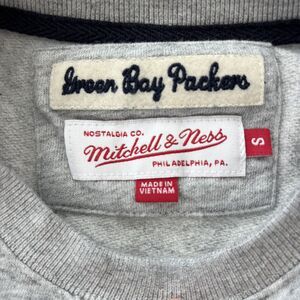 Green Bay Packers
NOSTALGIA CO.
Mitchell & Ness
PHILADELPHIA, PA.
S
MADE IN
VIETNAM